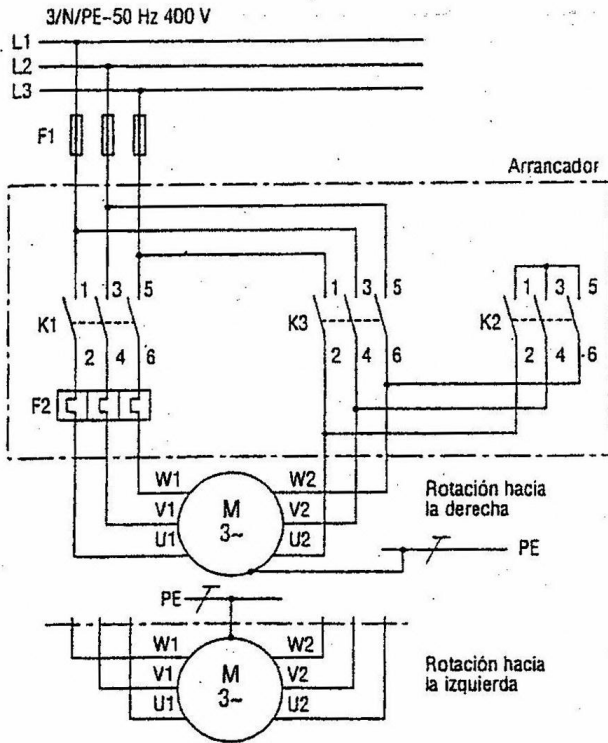 3/N/PE~50 Hz 400 V
L1
L2
L3
F1
Arrancador
1 3 5
1 3 5
1 3 5
K1
K3
K2
2 4 6
2 4 6
2 4 6
F2
W1 W2
V1 V2
U1 U2
M
3~
Rotación hacia
la derecha
PE
PE
W1 W2
V1 V2
U1 U2
M
3~
Rotación hacia
la izquierda